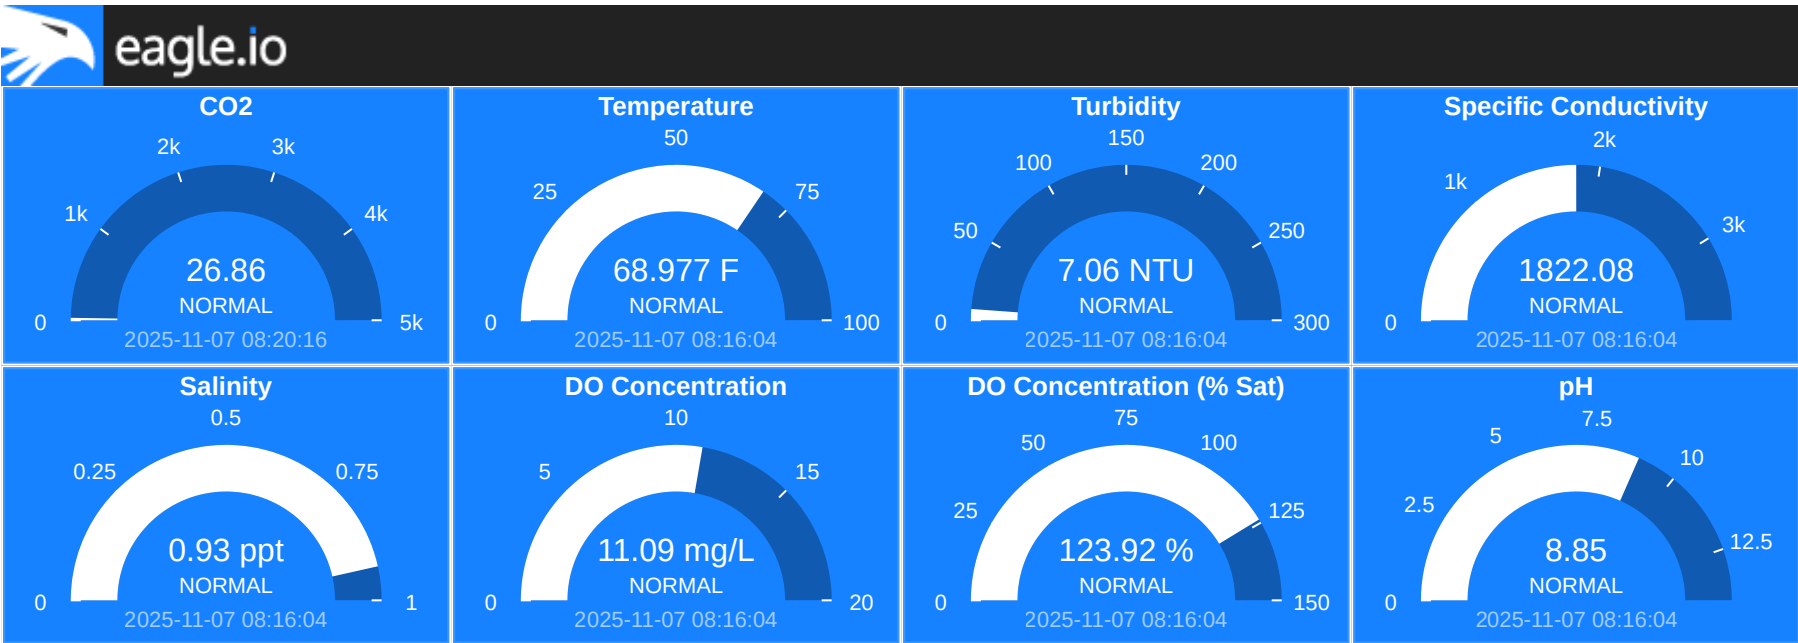 eagle.io
CO2
2k
3k
1k
4k
0
5k
26.86
NORMAL
2025-11-07 08:20:16
Temperature
50
25
75
0
100
68.977 F
NORMAL
2025-11-07 08:16:04
Turbidity
150
100
200
50
250
0
300
7.06 NTU
NORMAL
2025-11-07 08:16:04
Specific Conductivity
2k
1k
3k
0
1822.08
NORMAL
2025-11-07 08:16:04
Salinity
0.5
0.25
0.75
0
1
0.93 ppt
NORMAL
2025-11-07 08:16:04
DO Concentration
10
5
15
0
20
11.09 mg/L
NORMAL
2025-11-07 08:16:04
DO Concentration (% Sat)
75
50
100
25
125
0
150
123.92 %
NORMAL
2025-11-07 08:16:04
pH
7.5
5
10
2.5
12.5
0
8.85
NORMAL
2025-11-07 08:16:04